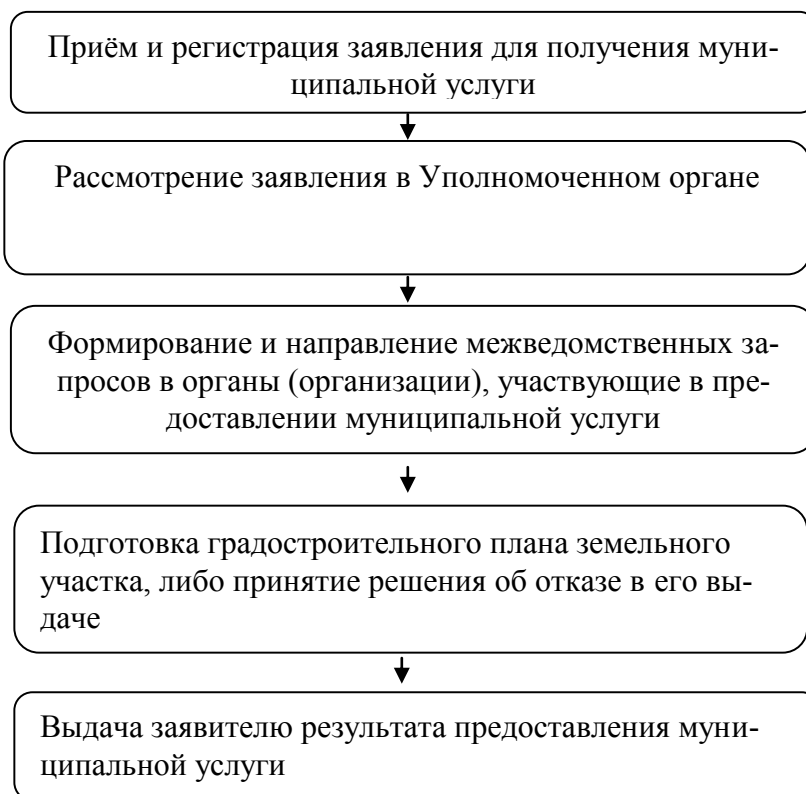 Приём и регистрация заявления для получения муни-
ципальной услуги
Рассмотрение заявления в Уполномоченном органе
Формирование и направление межведомственных за-
просов в органы (организации), участвующие в пре-
доставлении муниципальной услуги
Подготовка градостроительного плана земельного
участка, либо принятие решения об отказе в его вы-
даче
Выдача заявителю результата предоставления муни-
ципальной услуги